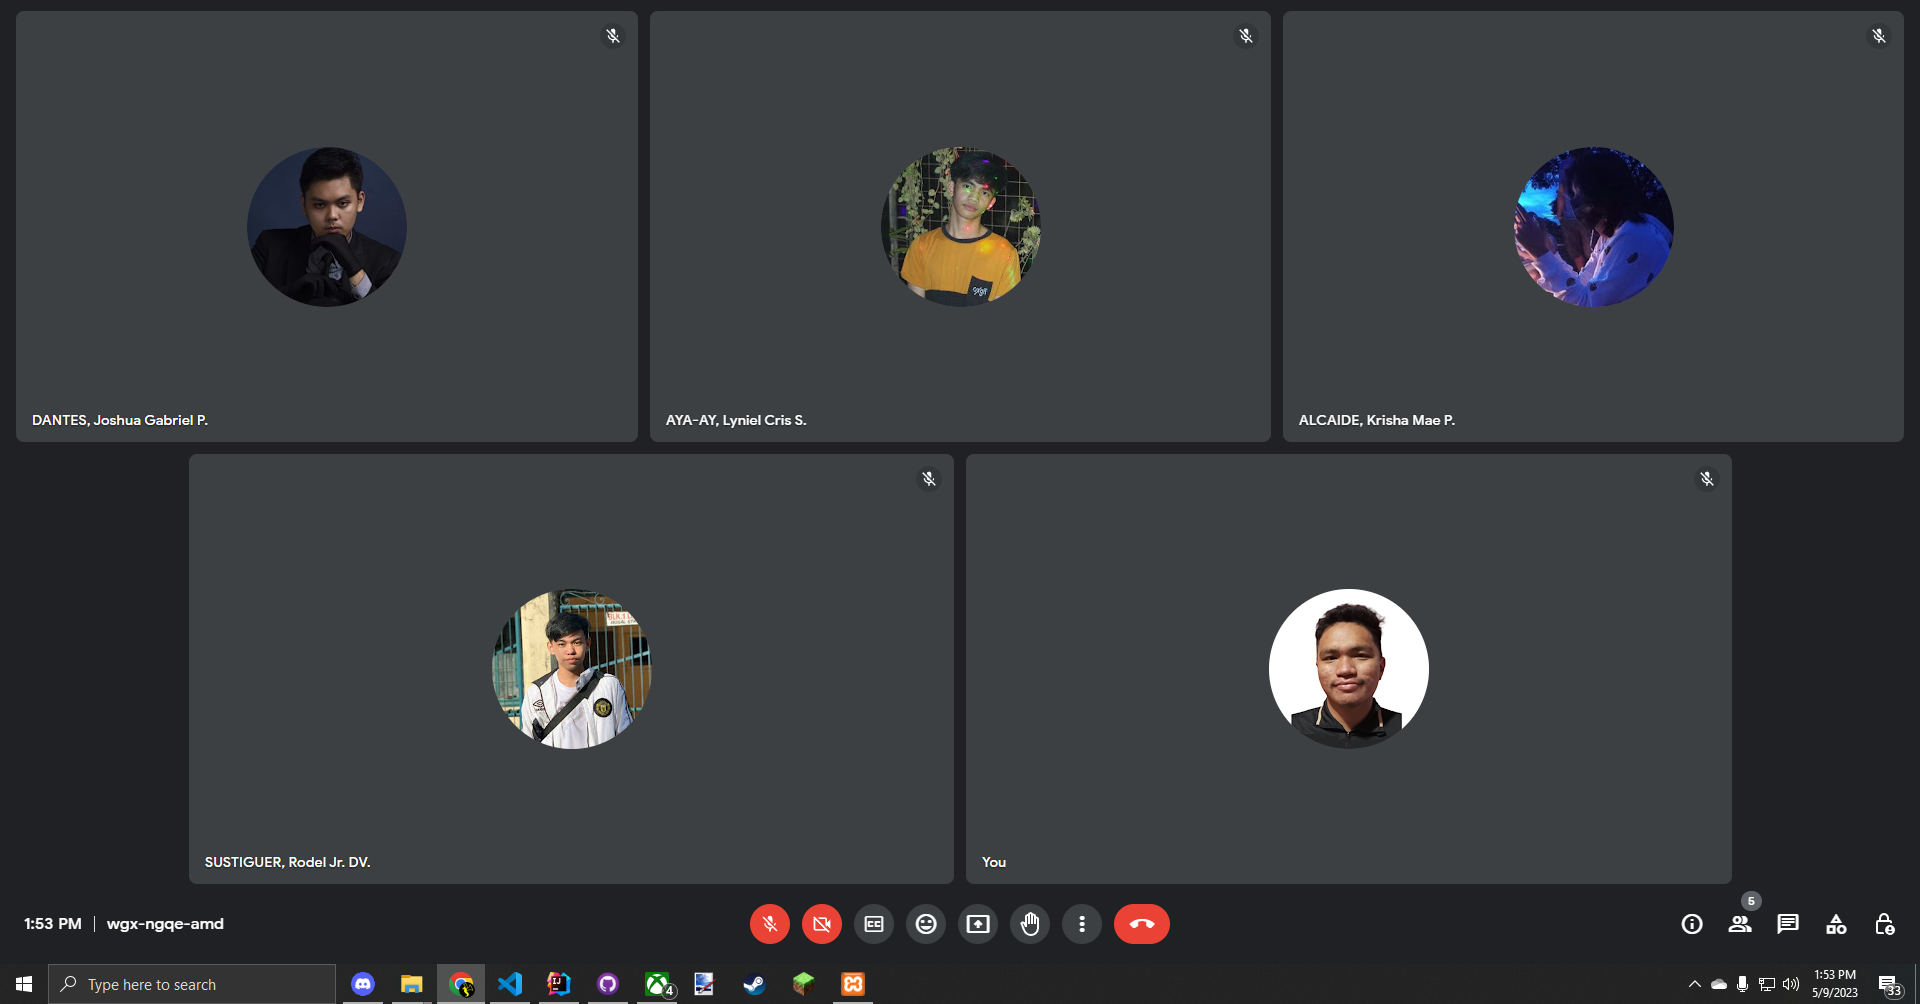 DANTES, Joshua Gabriel P.
AYA-AY, Lyniel Cris S.
ALCAIDE, Krisha Mae P.
SUSTIGUER, Rodel Jr. DV.
You
1:53 PM | wgx-ngqe-amd
5
Type here to search
4
1:53 PM
5/9/2023
33